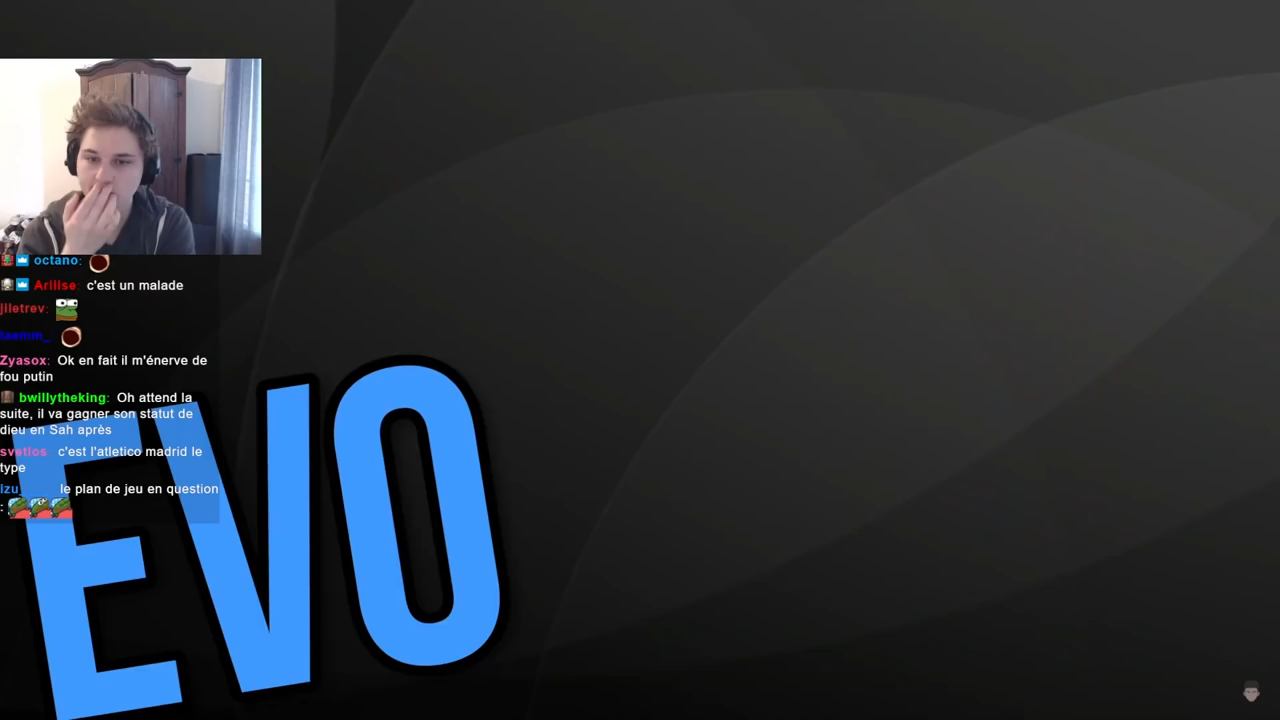 octano:
Arilise: c'est un malade
jiletrev:
Zyasox: Ok en fait il m'énerve de
fou putin
bwillytheking: Oh attend la
suite, il va gagner son statut de
dieu en Sah après
svetlos c'est l'atletico madrid le
type
izu_ le plan de jeu en question
:
EVO